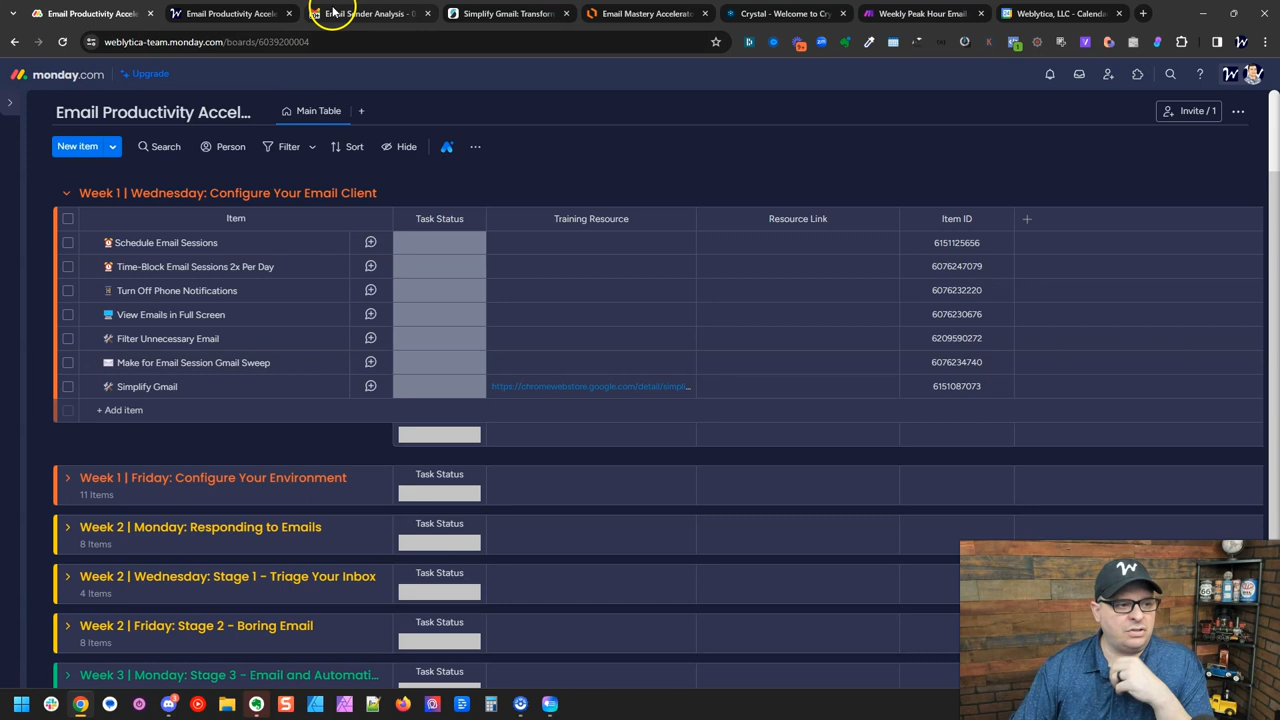 Email Productivity Accele
Email Productivity Accele
Email Sender Analysis - 0
Simplify Gmail: Transform
Email Mastery Accelerato
Crystal - Welcome to Cry
Weekly Peak Hour Email
Weblytica, LLC - Calenda
weblytica-team.monday.com/boards/6039200004
monday.com
Upgrade
Email Productivity Accel...
Main Table
Invite / 1
New item
Search
Person
Filter
Sort
Hide
Week 1 | Wednesday: Configure Your Email Client
Item
Task Status
Training Resource
Resource Link
Item ID
Schedule Email Sessions
6151125656
Time-Block Email Sessions 2x Per Day
6076247079
Turn Off Phone Notifications
6076232220
View Emails in Full Screen
6076230676
Filter Unnecessary Email
6209590272
Make for Email Session Gmail Sweep
6076234740
Simplify Gmail
https://chromewebstore.google.com/detail/simpli...
6151087073
+ Add item
Week 1 | Friday: Configure Your Environment
11 Items
Task Status
Week 2 | Monday: Responding to Emails
8 Items
Task Status
Week 2 | Wednesday: Stage 1 - Triage Your Inbox
4 Items
Task Status
Week 2 | Friday: Stage 2 - Boring Email
8 Items
Task Status
Week 3 | Monday: Stage 3 - Email and Automati...
Task Status